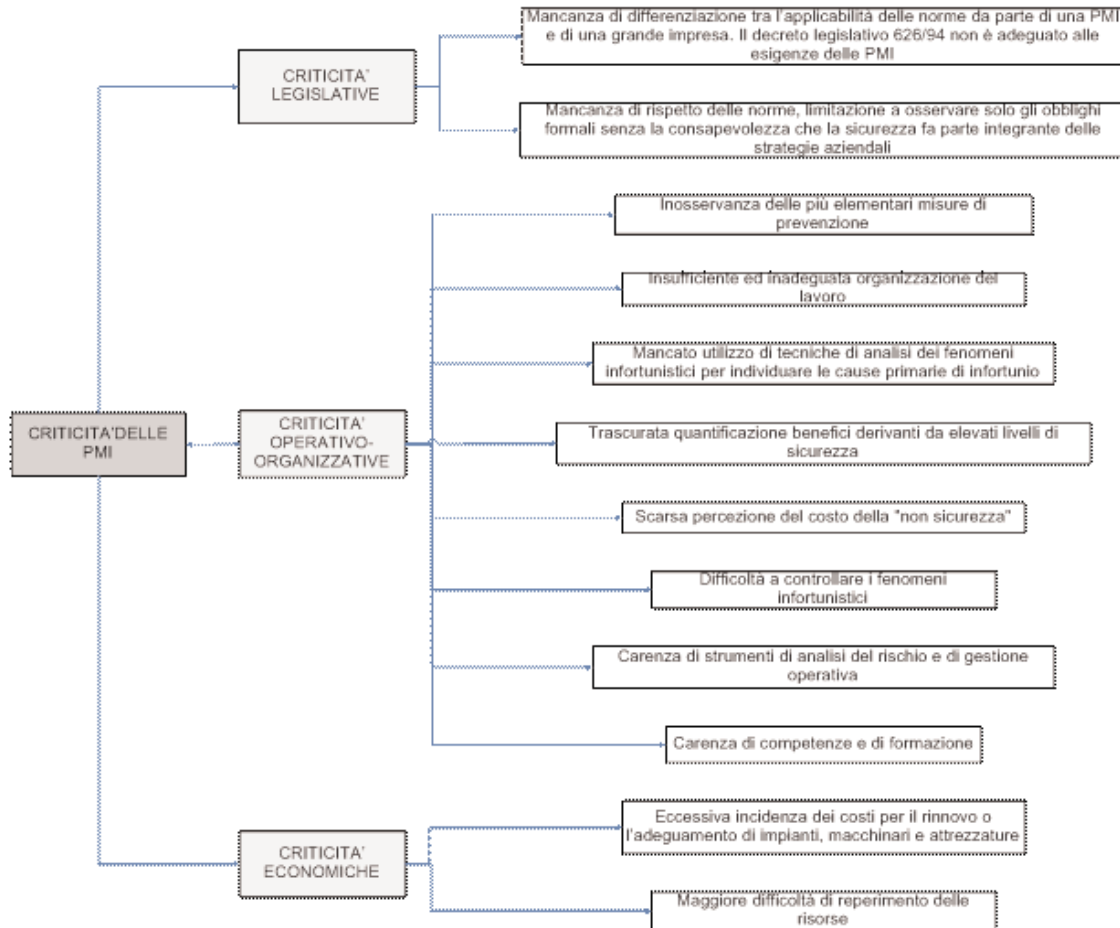 Mancanza di differenziazione tra l'applicabilità delle norme da parte di una PMI
e di una grande impresa. Il decreto legislativo 626/94 non è adeguato alle
esigenze delle PMI
CRITICITA'
LEGISLATIVE
Mancanza di rispetto delle norme, limitazione a osservare solo gli obblighi
formali senza la consapevolezza che la sicurezza fa parte integrante delle
strategie aziendali
Inosservanza delle più elementari misure di
prevenzione
Insufficiente ed inadeguata organizzazione del
lavoro
Mancato utilizzo di tecniche di analisi dei fenomeni
infortunistici per individuare le cause primarie di infortunio
CRITICITA'DELLE
PMI
CRITICITA'
OPERATIVO-
ORGANIZZATIVE
Trascurata quantificazione benefici derivanti da elevati livelli di
sicurezza
Scarsa percezione del costo della "non sicurezza"
Difficoltà a controllare i fenomeni
infortunistici
Carenza di strumenti di analisi del rischio e di gestione
operativa
Carenza di competenze e di formazione
Eccessiva incidenza dei costi per il rinnovo o
l'adeguamento di impianti, macchinari e attrezzature
CRITICITA'
ECONOMICHE
Maggiore difficoltà di reperimento delle
risorse